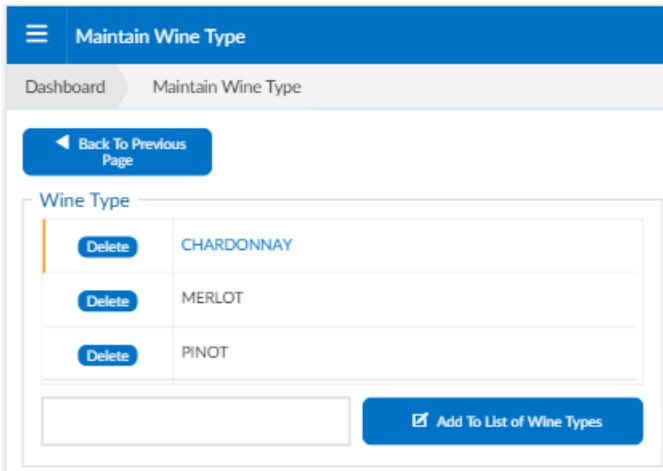 Maintain Wine Type
Dashboard Maintain Wine Type
Back To Previous
Page
Wine Type
Delete CHARDONNAY
Delete MERLOT
Delete PINOT
Add To List of Wine Types